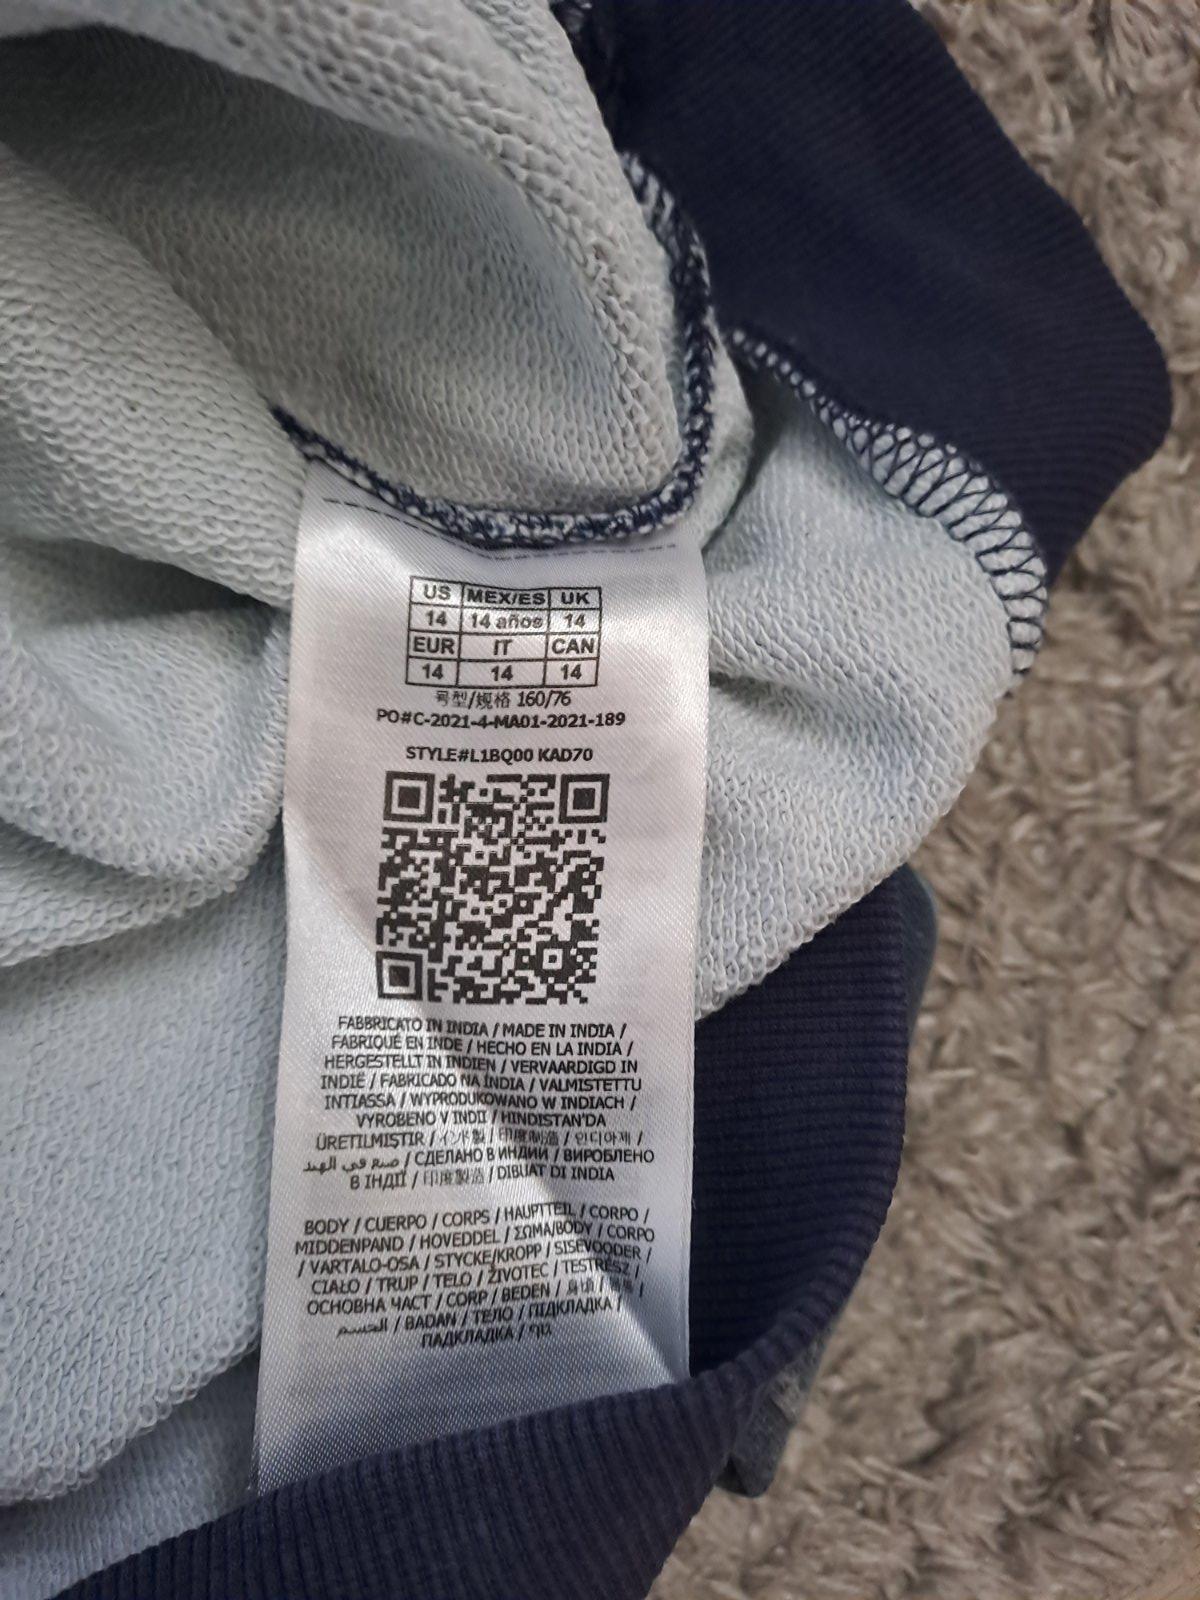 US MEX/ES UK
14 14 años 14
EUR IT CAN
14 14 14
号型/规格 160/76
PO#C-2021-4-MA01-2021-189
STYLE#L1BQ00 KAD70
FABBRICATO IN INDIA / MADE IN INDIA /
FABRIQUÉ EN INDE / HECHO EN LA INDIA /
HERGESTELLT IN INDIEN / VERVAARDIGD IN
INDIË / FABRICADO NA ÍNDIA / VALMISTETTU
INTIASSA / WYPRODUKOWANO W INDIACH /
VYROBENO V INDII / HINDISTAN'DA
ÜRETILMISTIR / インド製 / 印度制造 / 인디아제 /
صنع في الهند / СДЕЛАНО В ИНДИИ / ВИРОБЛЕНО
В ІНДІЇ / 印度製造 / DIBUAT DI INDIA
BODY / CUERPO / CORPS / HAUPTTEIL / CORPO /
MIDDENPAND / HOVEDDEL / ΣΩΜΑ/BODY / CORPO
/ VARTALO-OSA / STYCKE/KROPP / SISEVOODER /
CIAŁO / TRUP / TELO / ŽIVOTEC / TESTRÉSZ /
ОСНОВНА ЧАСТ / CORP / BEDEN / 身頃 /
الجسم / BADAN / ТЕЛО / ПІДКЛАДКА /
ПАДКЛАДКА / גוף